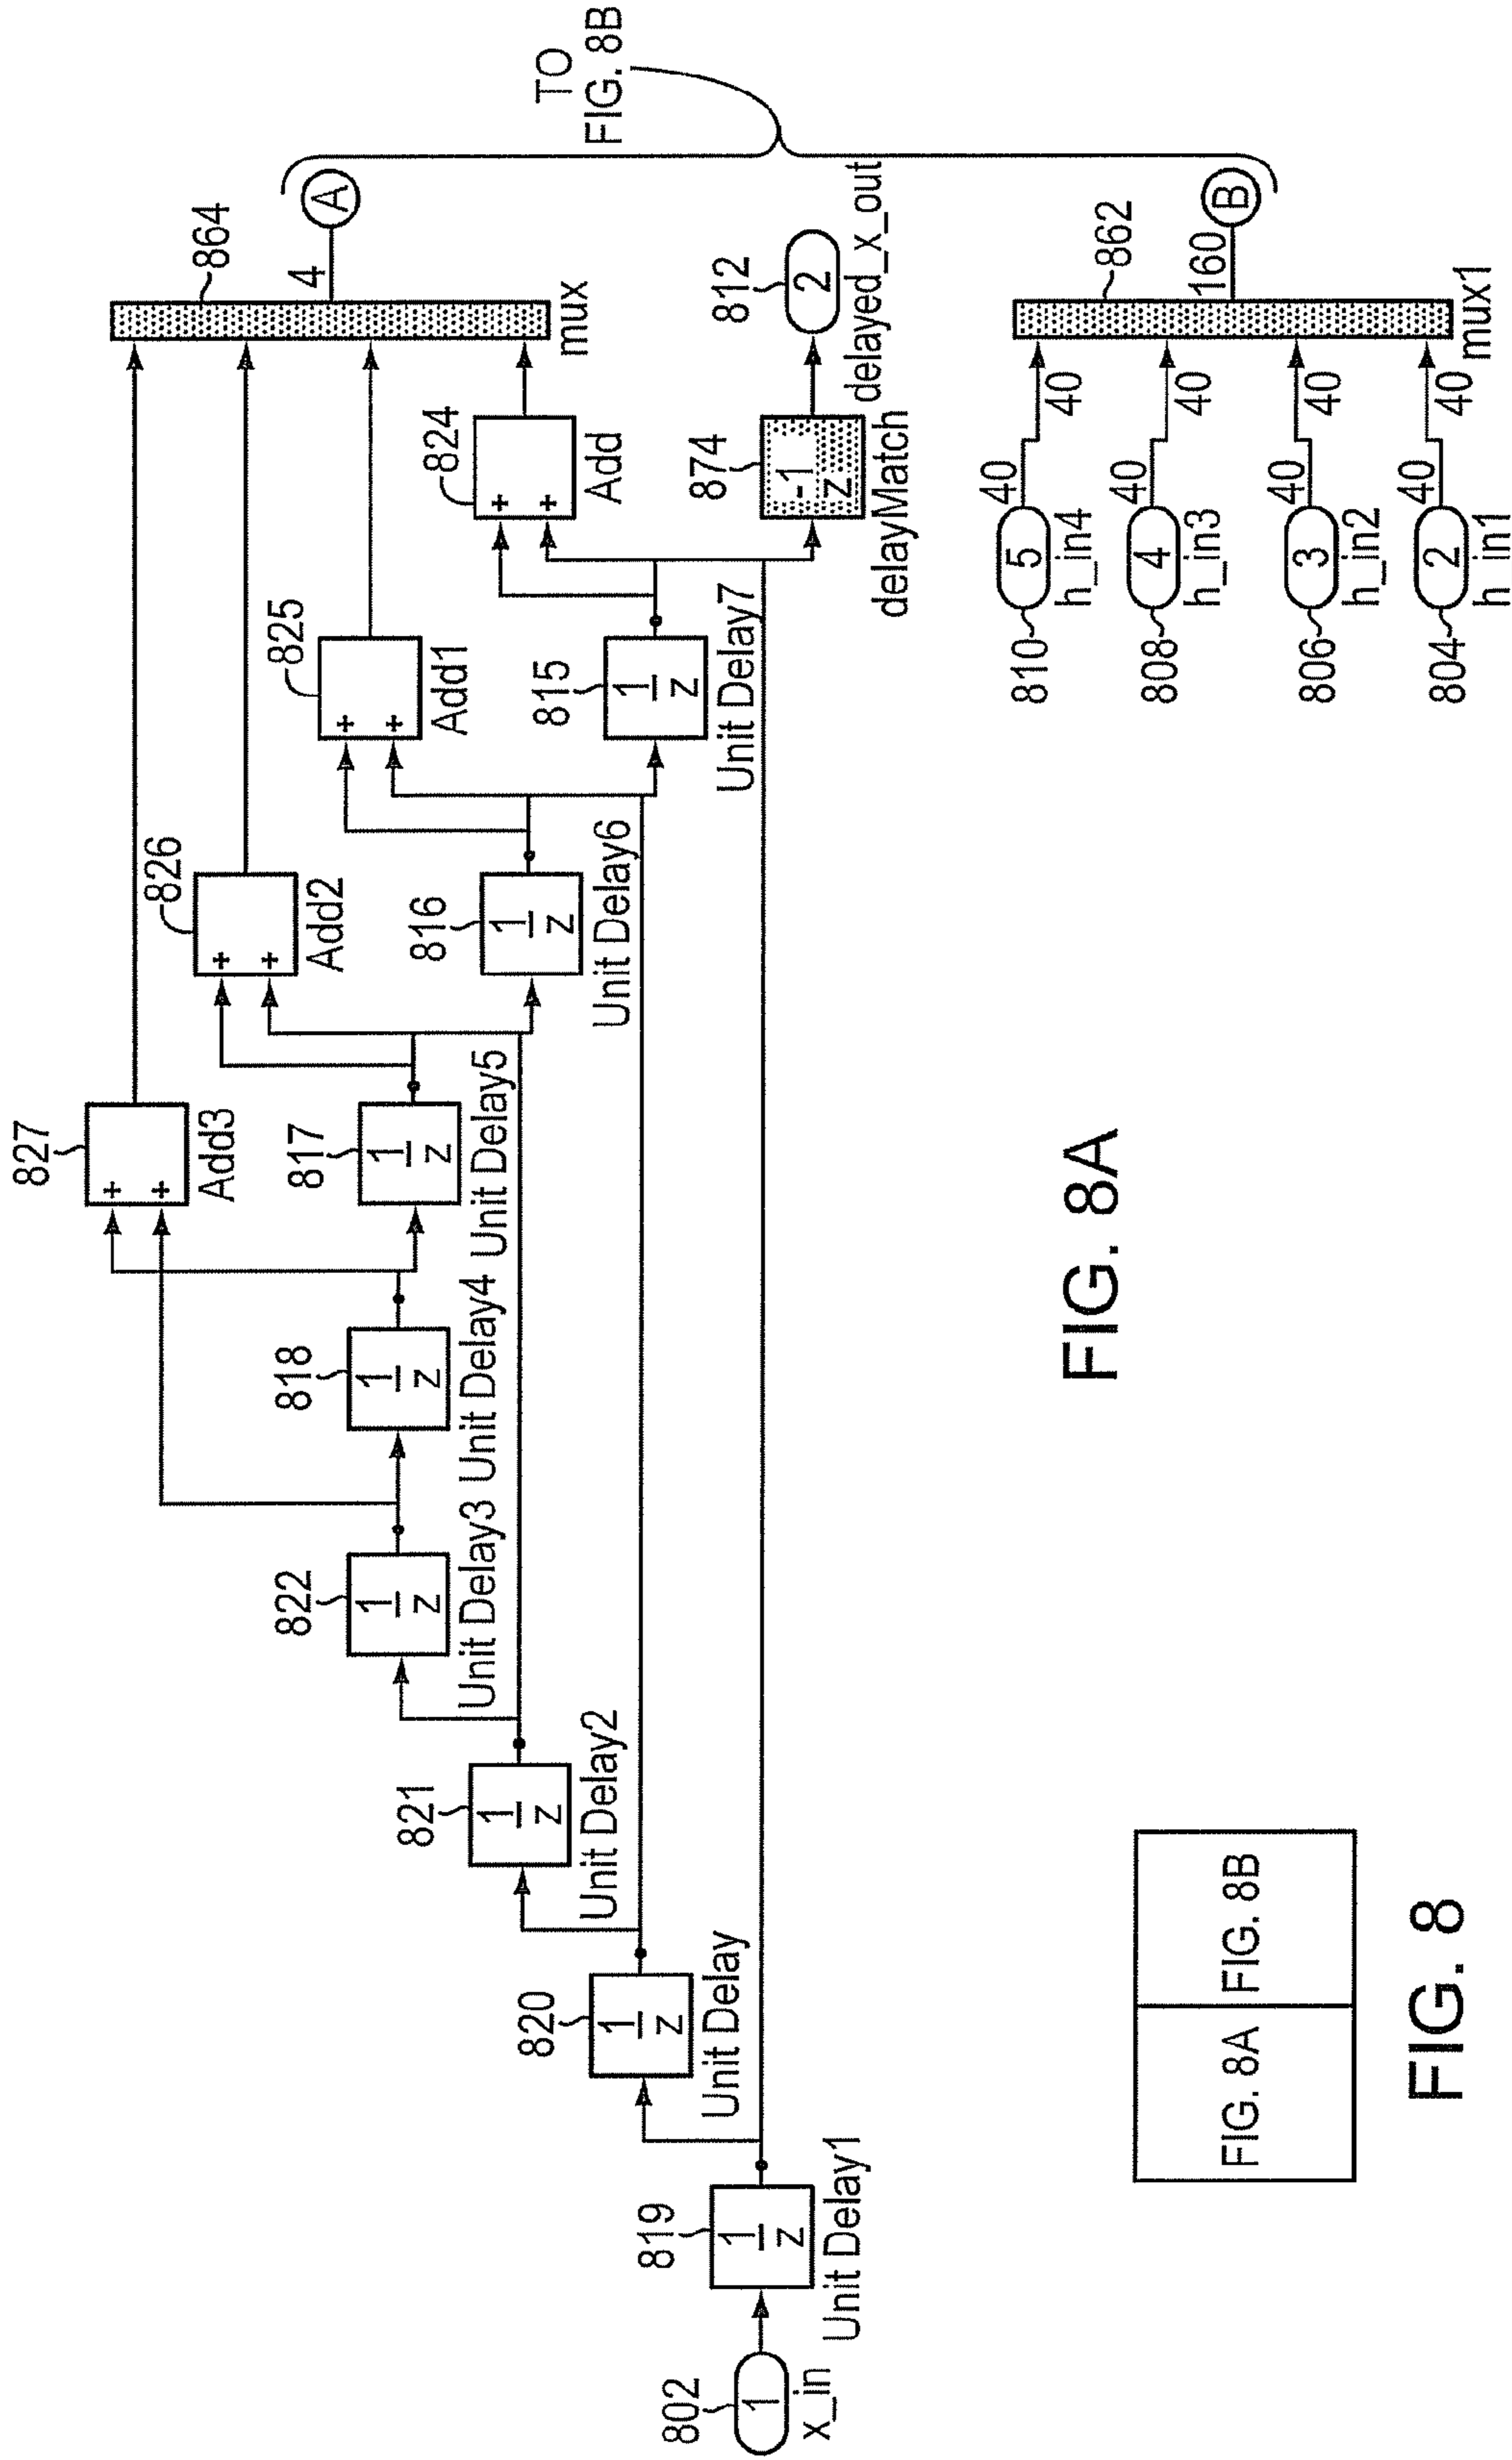 802
1
x_in
819
1
z
Unit Delay1
820
1
z
Unit Delay
821
1
z
Unit Delay2
822
1
z
Unit Delay3
818
1
z
Unit Delay4
817
1
z
Unit Delay5
827
+
+
Add3
816
1
z
Unit Delay6
826
+
+
Add2
815
1
z
Unit Delay7
825
+
+
Add1
824
+
+
Add
874
-1
z
delayMatch
812
2
delayed_x_out
864
mux
4
A
TO
FIG. 8B
810
5
h_in4
40
40
808
4
h_in3
40
40
806
3
h_in2
40
40
804
2
h_in1
40
40
862
mux1
160
B
FIG. 8A
FIG. 8A
FIG. 8B
FIG. 8